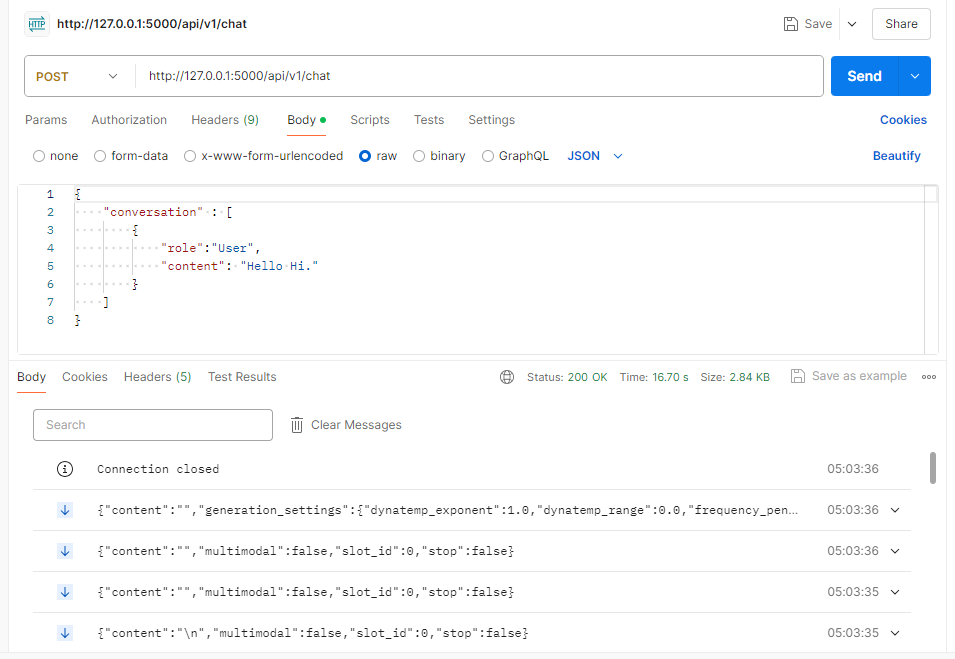 HTTP http://127.0.0.1:5000/api/v1/chat Save Share
POST http://127.0.0.1:5000/api/v1/chat Send
Params Authorization Headers (9) Body Scripts Tests Settings Cookies
none form-data x-www-form-urlencoded raw binary GraphQL JSON Beautify
1 {
2 "conversation" : [
3 {
4 "role":"User",
5 "content": "Hello Hi."
6 }
7 ]
8 }
Body Cookies Headers (5) Test Results Status: 200 OK Time: 16.70 s Size: 2.84 KB Save as example
Search Clear Messages
Connection closed 05:03:36
{"content":"","generation_settings":{"dynatemp_exponent":1.0,"dynatemp_range":0.0,"frequency_pen... 05:03:36
{"content":"","multimodal":false,"slot_id":0,"stop":false} 05:03:36
{"content":"","multimodal":false,"slot_id":0,"stop":false} 05:03:35
{"content":"\n","multimodal":false,"slot_id":0,"stop":false} 05:03:35